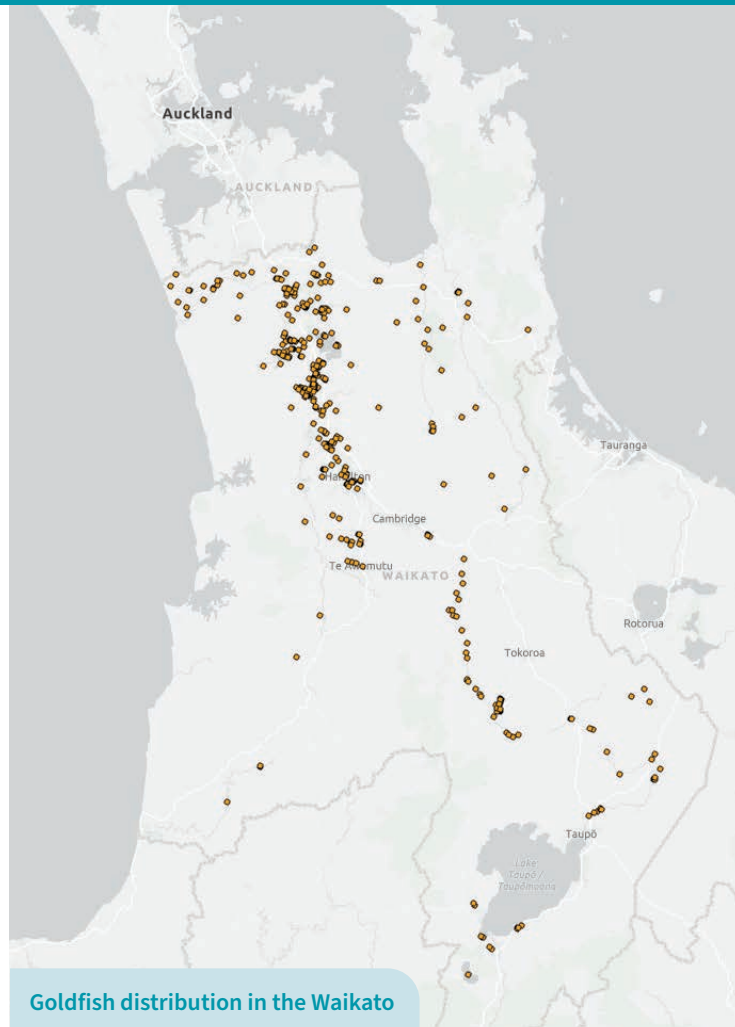 Auckland
AUCKLAND
Tauranga
Hamilton
Cambridge
Te Awamutu
WAIKATO
Rotorua
Tokoroa
Taupō
Lake
Taupō /
Taupōmoana
Goldfish distribution in the Waikato